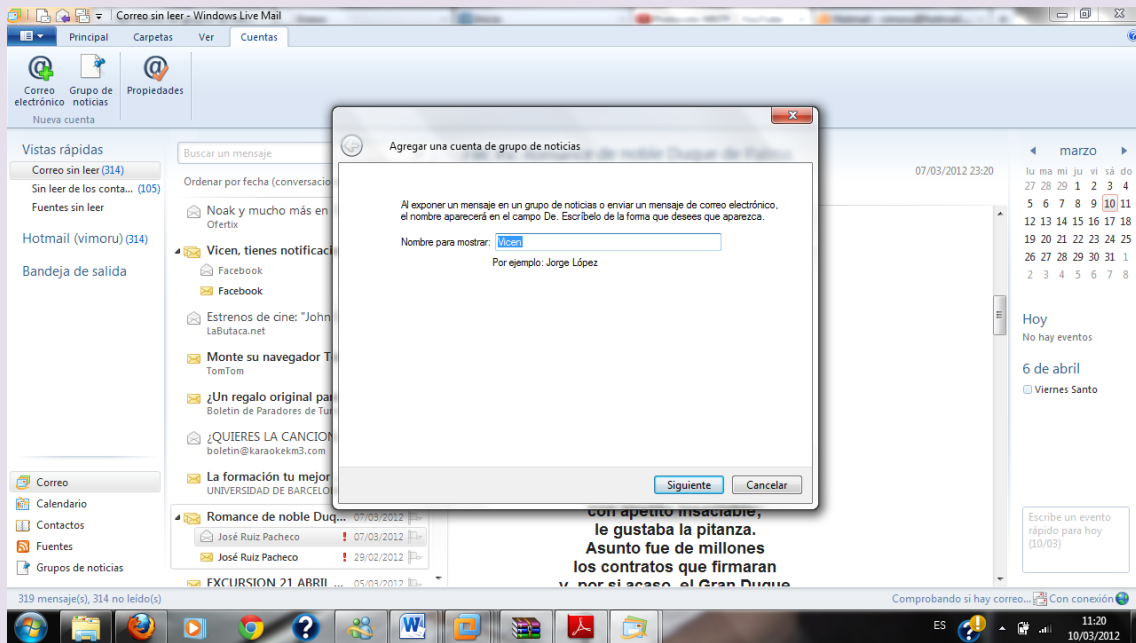 Correo sin leer - Windows Live Mail
Principal Carpetas Ver Cuentas
Correo electrónico
Grupo de noticias
Propiedades
Nueva cuenta
Vistas rápidas
Correo sin leer (314)
Sin leer de los conta... (105)
Fuentes sin leer
Hotmail (vimoru) (314)
Bandeja de salida
Correo
Calendario
Contactos
Fuentes
Grupos de noticias
Buscar un mensaje
Ordenar por fecha (conversacio
Noak y mucho más en
Ofertix
Vicen, tienes notificaci
Facebook
Facebook
Estrenos de cine: "John
LaButaca.net
Monte su navegador T
TomTom
¿Un regalo original par
Boletin de Paradores de Tur
¿QUIERES LA CANCION
boletin@karaokekm3.com
La formación tu mejor
UNIVERSIDAD DE BARCELO
Romance de noble Duq... 07/03/2012
José Ruiz Pacheco ! 07/03/2012
José Ruiz Pacheco ! 29/02/2012
EXCURSION 21 ABRIL ... 05/03/2012
Agregar una cuenta de grupo de noticias
Al exponer un mensaje en un grupo de noticias o enviar un mensaje de correo electrónico,
el nombre aparecerá en el campo De. Escríbelo de la forma que desees que aparezca.
Nombre para mostrar: Vicen
Por ejemplo: Jorge López
Siguiente Cancelar
07/03/2012 23:20
con apetito insaciable,
le gustaba la pitanza.
Asunto fue de millones
los contratos que firmaran
y, por si acaso, el Gran Duque
marzo
lu ma mi ju vi sá do
27 28 29 1 2 3 4
5 6 7 8 9 10 11
12 13 14 15 16 17 18
19 20 21 22 23 24 25
26 27 28 29 30 31 1
2 3 4 5 6 7 8
Hoy
No hay eventos
6 de abril
Viernes Santo
Escribe un evento
rápido para hoy
(10/03)
319 mensaje(s), 314 no leído(s)
Comprobando si hay correo... Con conexión
ES
11:20
10/03/2012